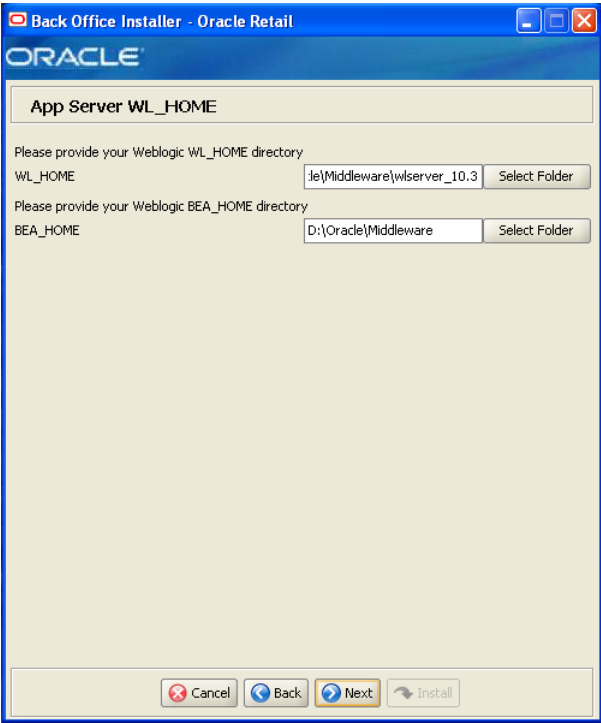 Back Office Installer - Oracle Retail
ORACLE
App Server WL_HOME
Please provide your Weblogic WL_HOME directory
WL_HOME :le\Middleware\wlserver_10.3 Select Folder
Please provide your Weblogic BEA_HOME directory
BEA_HOME D:\Oracle\Middleware Select Folder
Cancel Back Next Install